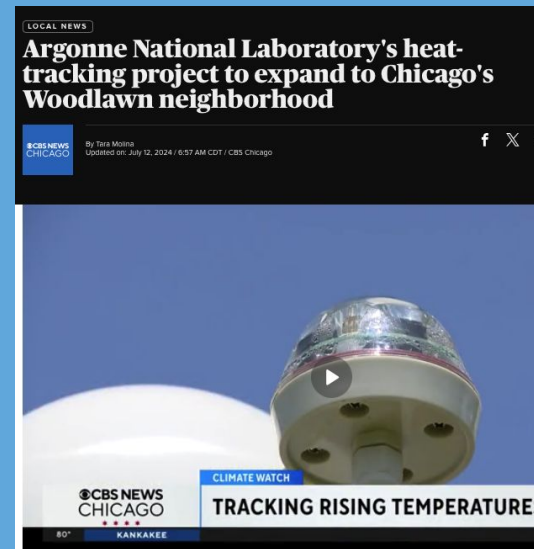 LOCAL NEWS
Argonne National Laboratory's heat-
tracking project to expand to Chicago's
Woodlawn neighborhood
CBS NEWS
CHICAGO
By Tara Molina
Updated on: July 12, 2024 / 6:57 AM CDT / CBS Chicago
CLIMATE WATCH
CBS NEWS
CHICAGO
TRACKING RISING TEMPERATURE
80°
KANKAKEE